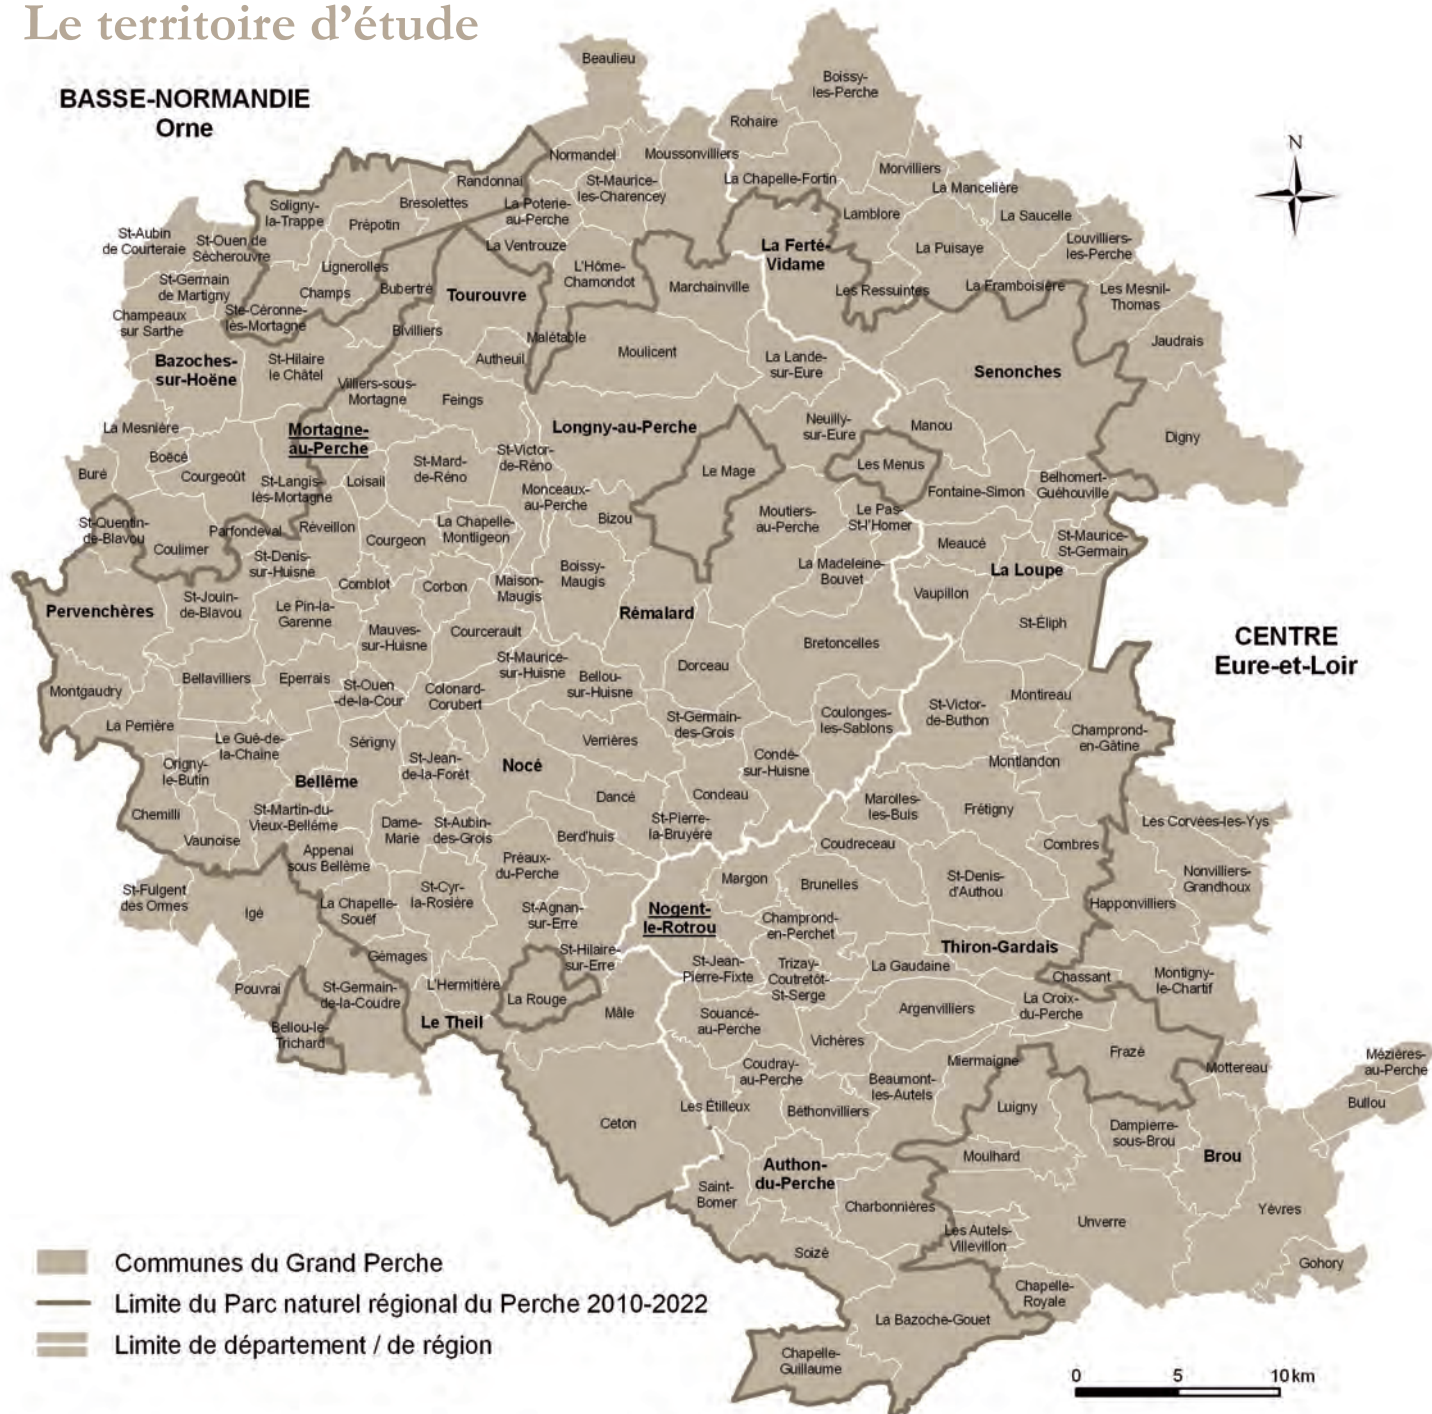 Le territoire d'étude
BASSE-NORMANDIE
Orne
Beaulieu
Boissy-
les-Perche
Rohaire
N
Normandel
Moussonvilliers
Morvilliers
La Chapelle-Fortin
La Mancelière
Randonnai
St-Maurice-
les-Charencey
Soligny-
la-Trappe
Bresolettes
La Poterie-
au-Perche
Lamblore
La Saucelle
Prépotin
St-Aubin
de Courteraie
St-Ouen de
Sècherouvre
La Ventrouze
La Ferté-
Vidame
La Puisaye
Louvilliers-
les-Perche
Lignerolles
L'Hôme-
Chamondot
St-Germain
de Martigny
Champs
Bubertré
Tourouvre
Marchainville
Les Ressuintes
La Framboisière
Les Mesnil-
Thomas
Champeaux
sur Sarthe
Ste-Céronne-
lès-Mortagne
Bivilliers
Malétable
Jaudrais
Bazoches-
sur-Hoëne
St-Hilaire
le Châtel
Autheuil
Moulicent
La Lande-
sur-Eure
Senonches
Villiers-sous-
Mortagne
Feings
La Mesnière
Mortagne-
au-Perche
Longny-au-Perche
Neuilly-
sur-Eure
Manou
Digny
Boëcé
St-Victor-
de-Réno
Buré
Courgeoût
St-Langis-
lès-Mortagne
Loisail
St-Mard-
de-Réno
Le Mage
Les Menus
Belhomert-
Guéhouville
Monceaux-
au-Perche
Fontaine-Simon
St-Quentin-
de-Blavou
Parfondeval
Réveillon
La Chapelle-
Montligeon
Bizou
Moutiers-
au-Perche
Le Pas-
St-l'Homer
Coulimer
Courgeon
Meaucé
St-Maurice-
St-Germain
St-Denis-
sur-Huisne
Boissy-
Maugis
La Madeleine-
Bouvet
La Loupe
Comblot
Corbon
Maison-
Maugis
Vaupillon
Pervenchères
St-Jouin-
de-Blavou
Le Pin-la-
Garenne
Rémalard
St-Éliph
Mauves-
sur-Huisne
Courcerault
Bretoncelles
CENTRE
Eure-et-Loir
St-Maurice-
sur-Huisne
Dorceau
Montgaudry
Bellavilliers
Eperrais
St-Ouen
-de-la-Cour
Colonard-
Corubert
Bellou-
sur-Huisne
Montireau
St-Victor-
de-Buthon
La Perrière
Le Gué-de-
la-Chaîne
Sérigny
Verrières
St-Germain-
des-Grois
Coulonges-
les-Sablons
Champrond-
en-Gâtine
Origny-
le-Butin
Bellême
St-Jean-
de-la-Forêt
Nocé
Condé-
sur-Huisne
Montlandon
Dancé
Condeau
Chemilli
St-Martin-du-
Vieux-Bellême
Marolles-
les-Buis
Frétigny
Vaunoise
Dame-
Marie
St-Aubin-
des-Grois
Berd'huis
St-Pierre-
la-Bruyére
Les Corvées-les-Yys
Appenai
sous Bellême
Coudreceau
Combres
Préaux-
du-Perche
St-Fulgent
des Ormes
Igé
La Chapelle-
Souëf
St-Cyr-
la-Rosière
Margon
Brunelles
St-Denis-
d'Authou
Nonvilliers-
Grandhoux
St-Agnan-
sur-Erre
Nogent-
le-Rotrou
Happonvilliers
Champrond-
en-Perchet
Gémages
St-Hilaire-
sur-Erre
Thiron-Gardais
Pouvrai
St-Germain-
de-la-Coudre
L'Hermitière
La Rouge
St-Jean-
Pierre-Fixte
Trizay-
Coutretôt-
St-Serge
La Gaudaine
Chassant
Montigny-
le-Chartif
Bellou-le-
Trichard
Le Theil
Mâle
Souancé-
au-Perche
Argenvilliers
La Croix-
du-Perche
Vichères
Miermaigne
Frazé
Coudray-
au-Perche
Beaumont-
les-Autels
Mottereau
Mézières-
au-Perche
Bullou
Ceton
Les Étilleux
Béthonvilliers
Luigny
Dampierre-
sous-Brou
Moulhard
Brou
Authon-
du-Perche
Saint-
Bomer
Charbonnières
Unverre
Yèvres
Les Autels-
Villevillon
Soizé
Gohory
Chapelle-
Royale
La Bazoche-Gouet
Chapelle-
Guillaume
Communes du Grand Perche
Limite du Parc naturel régional du Perche 2010-2022
Limite de département / de région
0 5 10 km